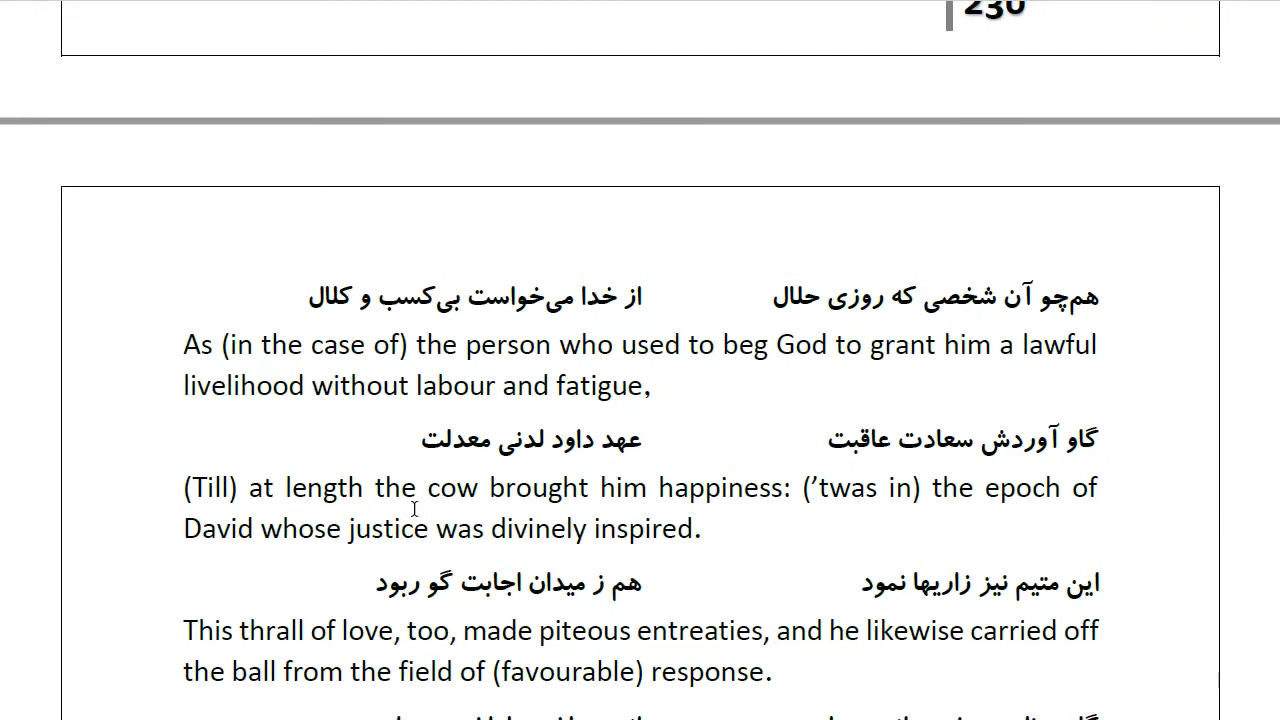 230
هم‌چو آن شخصی که روزی حلال از خدا می‌خواست بی‌کسب و کلال
As (in the case of) the person who used to beg God to grant him a lawful
livelihood without labour and fatigue,
گاو آوردش سعادت عاقبت عهد داود لدنی معدلت
(Till) at length the cow brought him happiness: (’twas in) the epoch of
David whose justice was divinely inspired.
این متیم نیز زاریها نمود هم ز میدان اجابت گو ربود
This thrall of love, too, made piteous entreaties, and he likewise carried off
the ball from the field of (favourable) response.